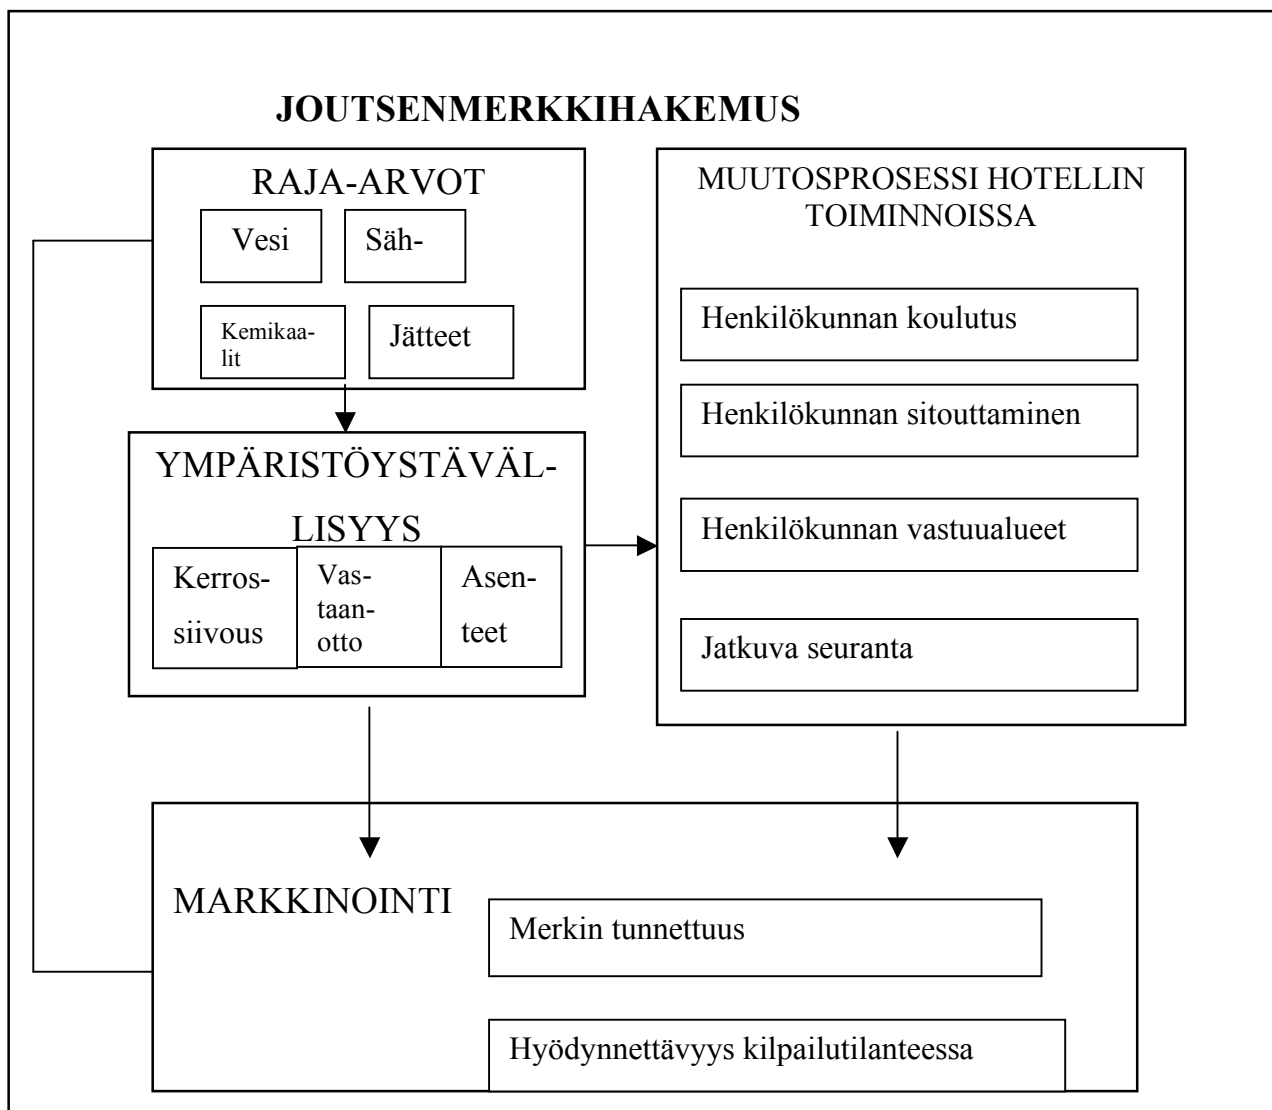 JOUTSENMERKKIHAKEMUS
RAJA-ARVOT
Vesi
Säh-
Kemikaa-
lit
Jätteet
YMPÄRISTÖYSTÄVÄL-
LISYYS
Kerros-
siivous
Vas-
taan-
otto
Asen-
teet
MUUTOSPROSESSI HOTELLIN
TOIMINNOISSA
Henkilökunnan koulutus
Henkilökunnan sitouttaminen
Henkilökunnan vastuualueet
Jatkuva seuranta
MARKKINOINTI
Merkin tunnettuus
Hyödynnettävyys kilpailutilanteessa